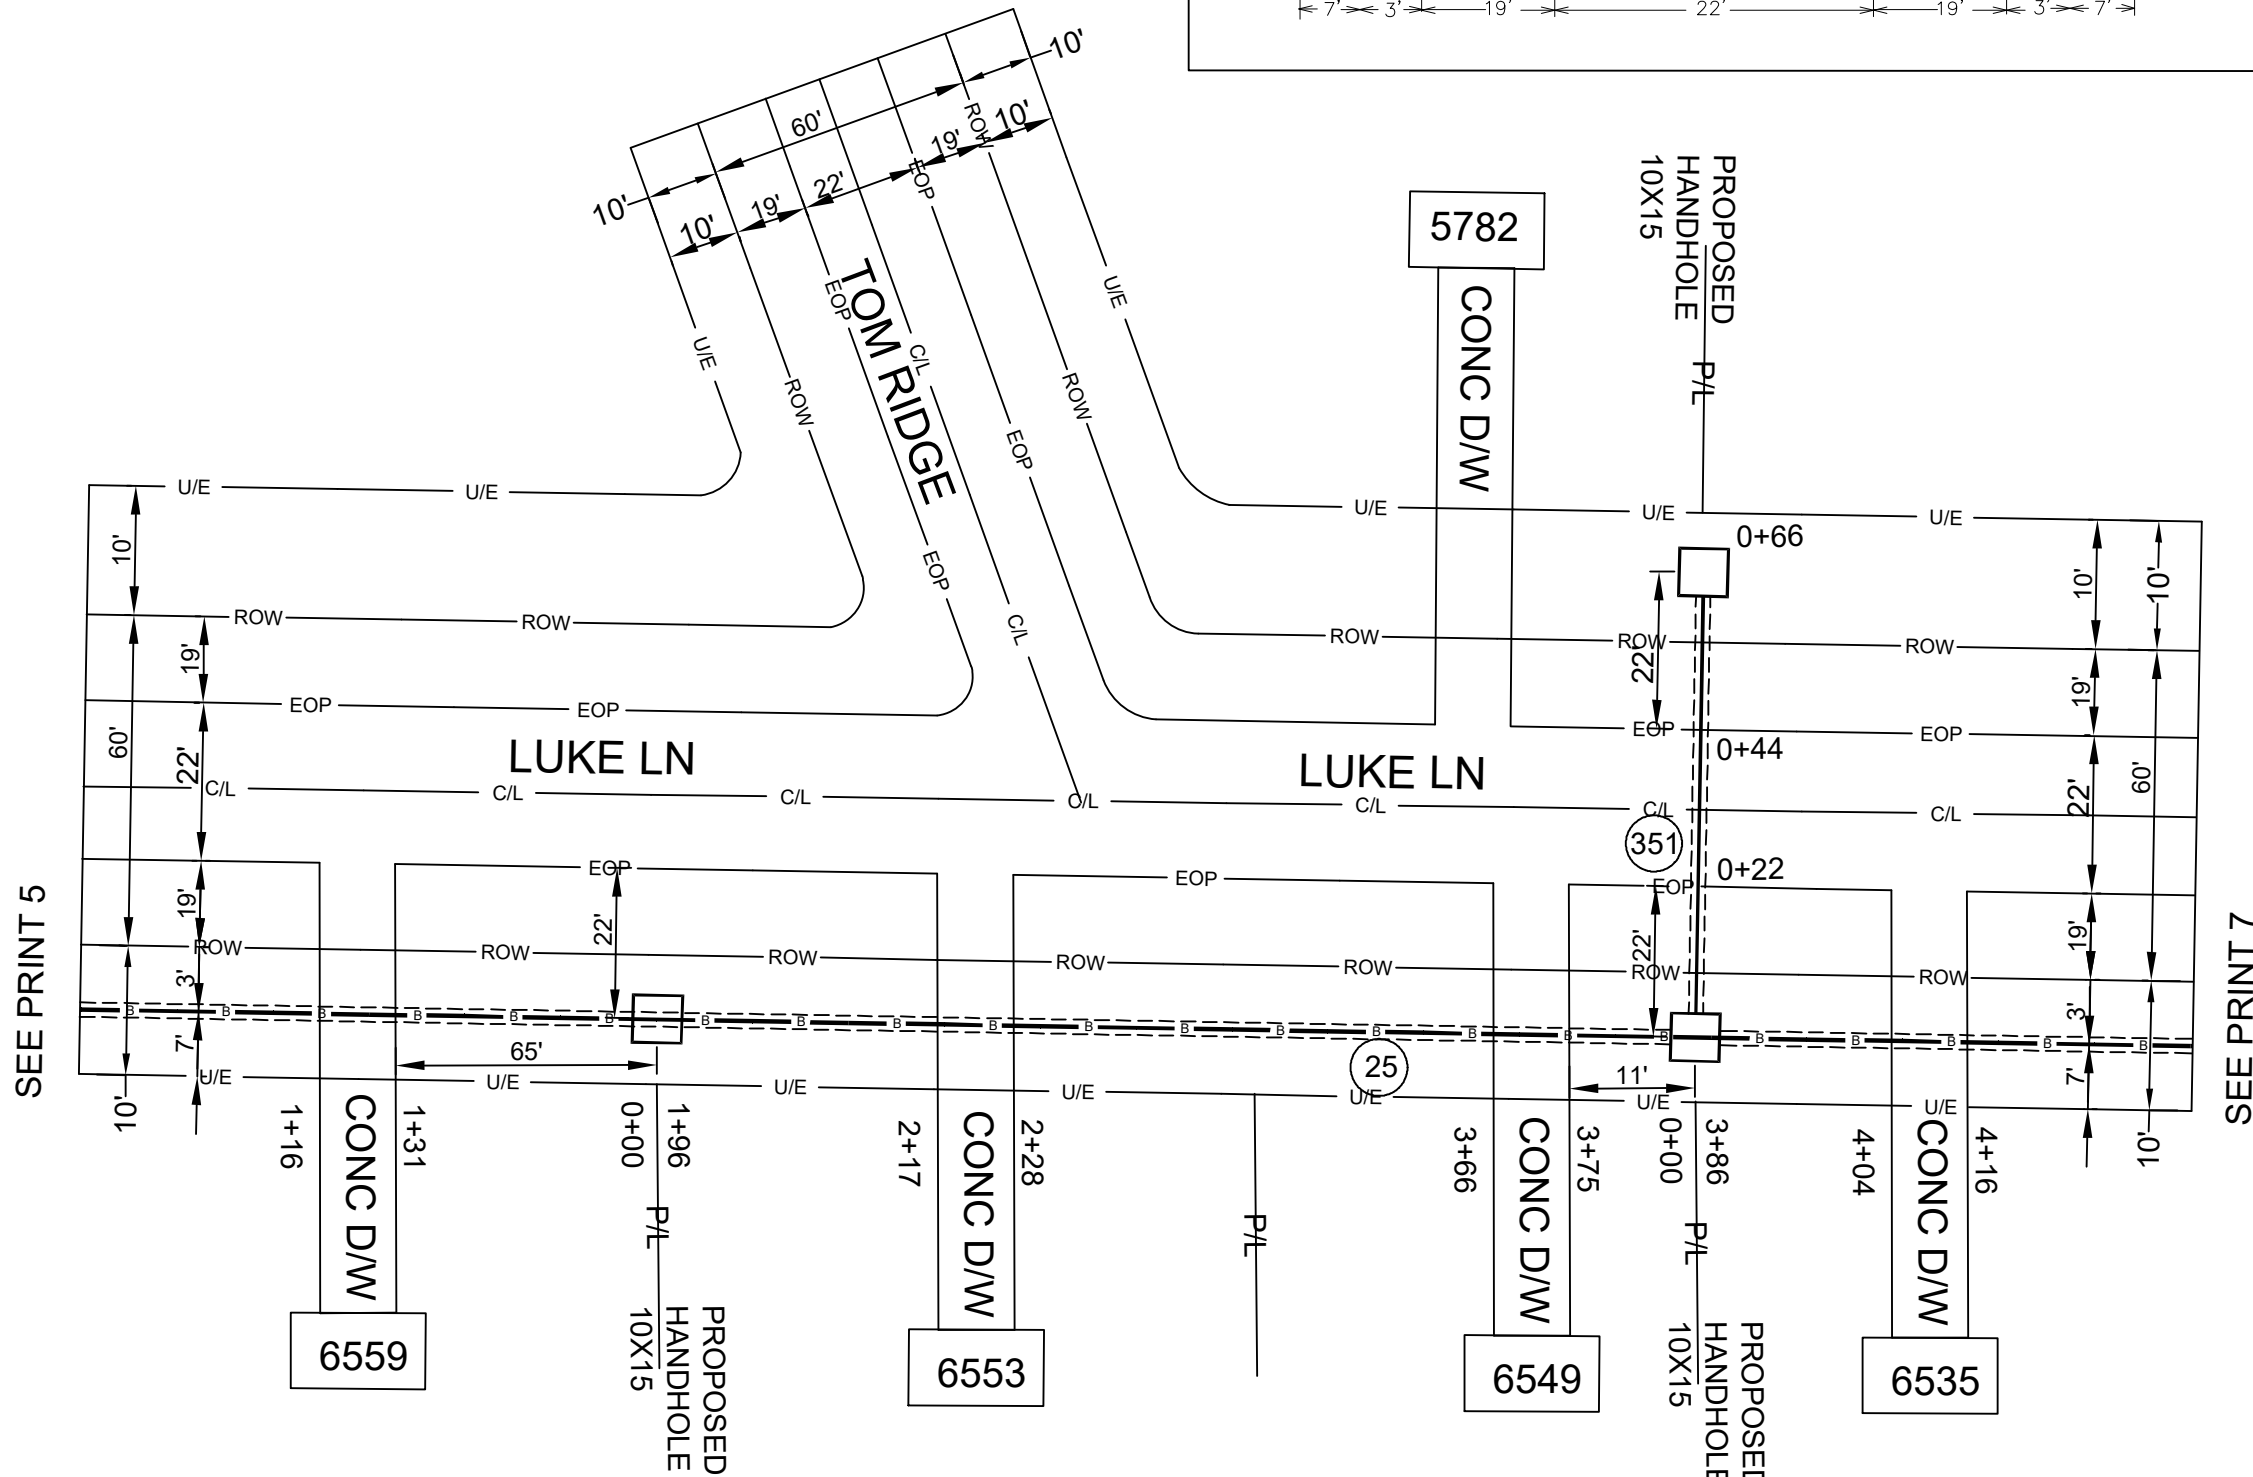 7' 3' 19' 22' 19' 3' 7'
10'
60'
10'
19'
22'
19'
10'
10'
ROW
EOP
U/E
TOM RIDGE
EOP
C/L
U/E
ROW
ROW
EOP
EOP
C/L
5782
CONC D/W
PROPOSED
HANDHOLE
10X15
P/L
U/E U/E U/E U/E U/E
0+66
10' 10' 10'
ROW ROW ROW ROW ROW
19' 22' 19'
EOP EOP EOP EOP
0+44
LUKE LN LUKE LN
60' 22' 22' 60'
C/L C/L C/L C/L C/L C/L C/L
351
0+22
EOP EOP EOP
SEE PRINT 5
SEE PRINT 7
19' 22' 22' 19'
ROW ROW ROW ROW ROW ROW ROW
3' 3'
B B B B B B B B B B B B B B B B B B B B B B
7' 65' 25 11' 7'
U/E U/E U/E U/E U/E U/E U/E
10' 10'
1+16
CONC D/W
1+31
0+00
1+96
2+17
CONC D/W
2+28
3+66
CONC D/W
3+75
0+00
3+86
4+04
CONC D/W
4+16
P/L P/L P/L
6559
PROPOSED
HANDHOLE
10X15
6553
6549
PROPOSED
HANDHOLE
10X15
6535